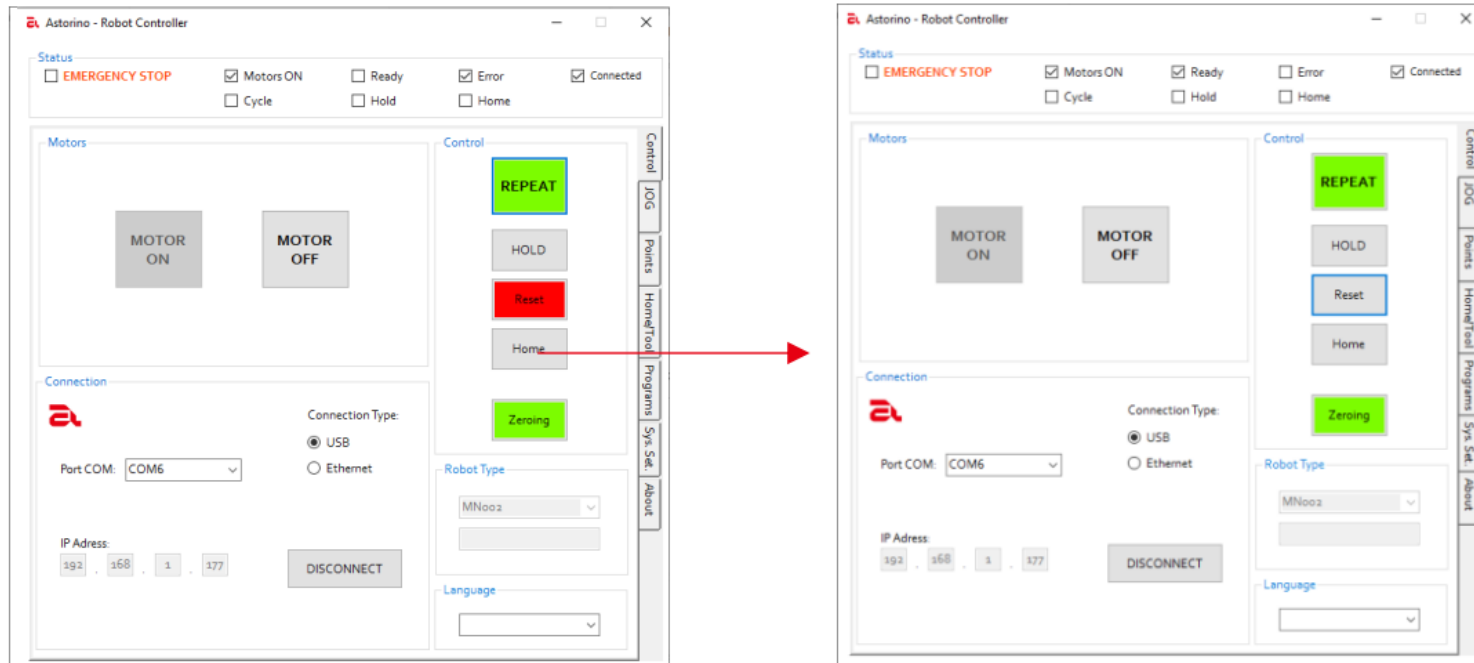 Astorino - Robot Controller
Status
EMERGENCY STOP
Motors ON
Ready
Error
Connected
Cycle
Hold
Home
Motors
MOTOR
ON
MOTOR
OFF
Control
REPEAT
HOLD
Reset
Home
Zeroing
Control
JOG
Points
Home/Tool
Programs
Sys. Set.
About
Connection
Connection Type:
USB
Ethernet
Port COM: COM6
IP Adress:
192 . 168 . 1 . 177
DISCONNECT
Robot Type
MN002
Language
Astorino - Robot Controller
Status
EMERGENCY STOP
Motors ON
Ready
Error
Connected
Cycle
Hold
Home
Motors
MOTOR
ON
MOTOR
OFF
Control
REPEAT
HOLD
Reset
Home
Zeroing
Control
JOG
Points
Home/Tool
Programs
Sys. Set.
About
Connection
Connection Type:
USB
Ethernet
Port COM: COM6
IP Adress:
192 . 168 . 1 . 177
DISCONNECT
Robot Type
MN002
Language